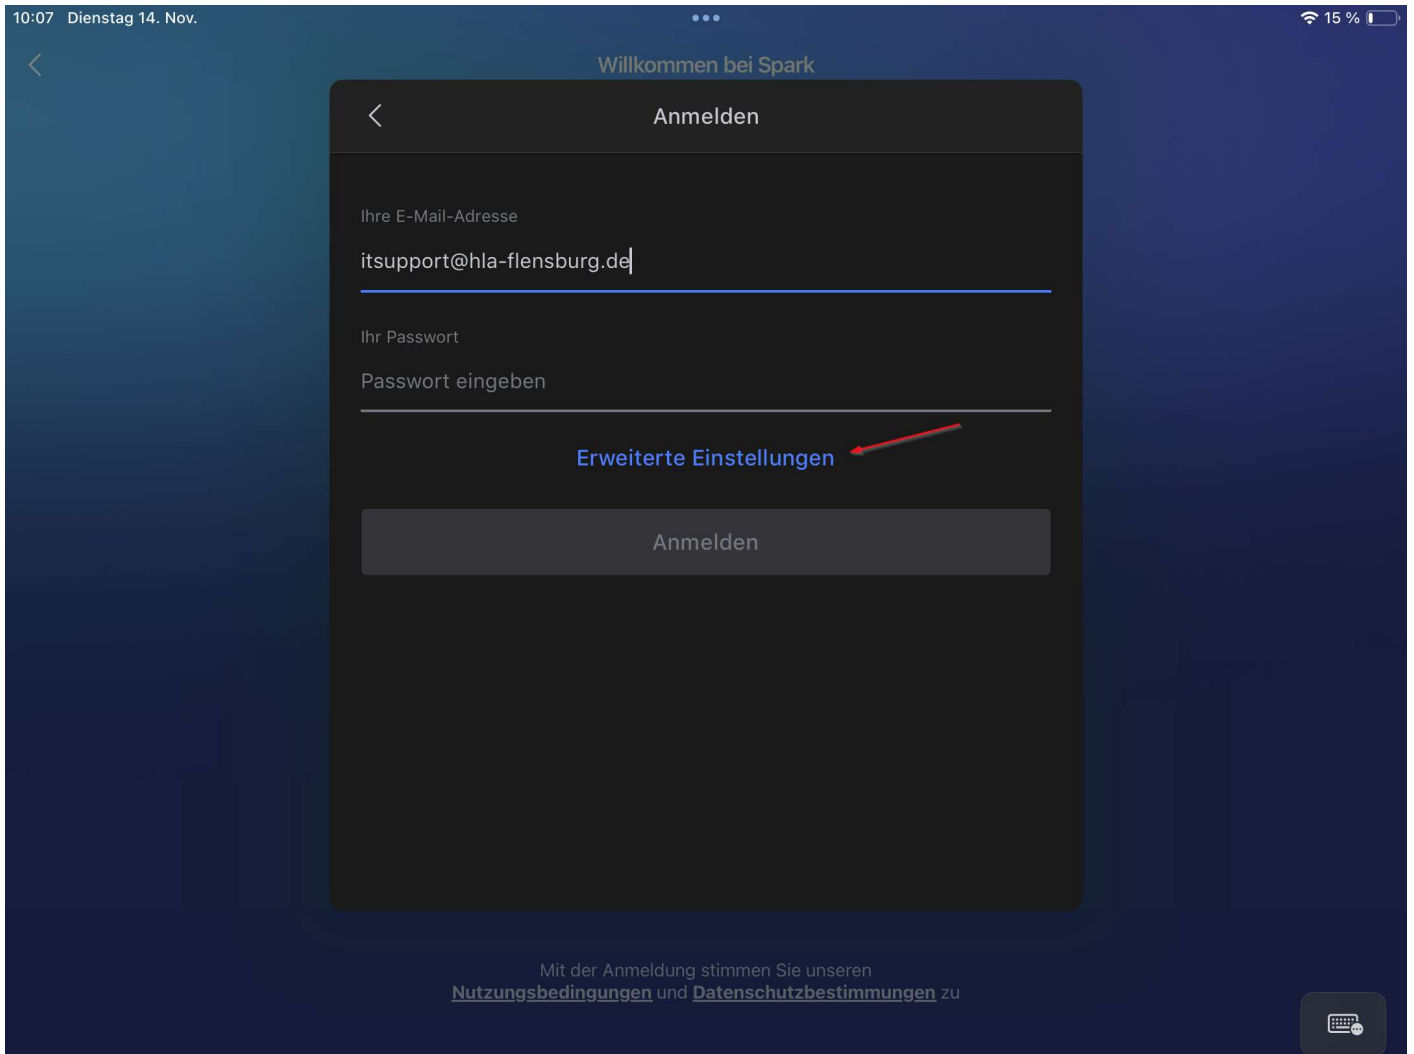 10:07 Dienstag 14. Nov.
15 %
Willkommen bei Spark
Anmelden
Ihre E-Mail-Adresse
itsupport@hla-flensburg.de
Ihr Passwort
Passwort eingeben
Erweiterte Einstellungen
Anmelden
Mit der Anmeldung stimmen Sie unseren
Nutzungsbedingungen und Datenschutzbestimmungen zu